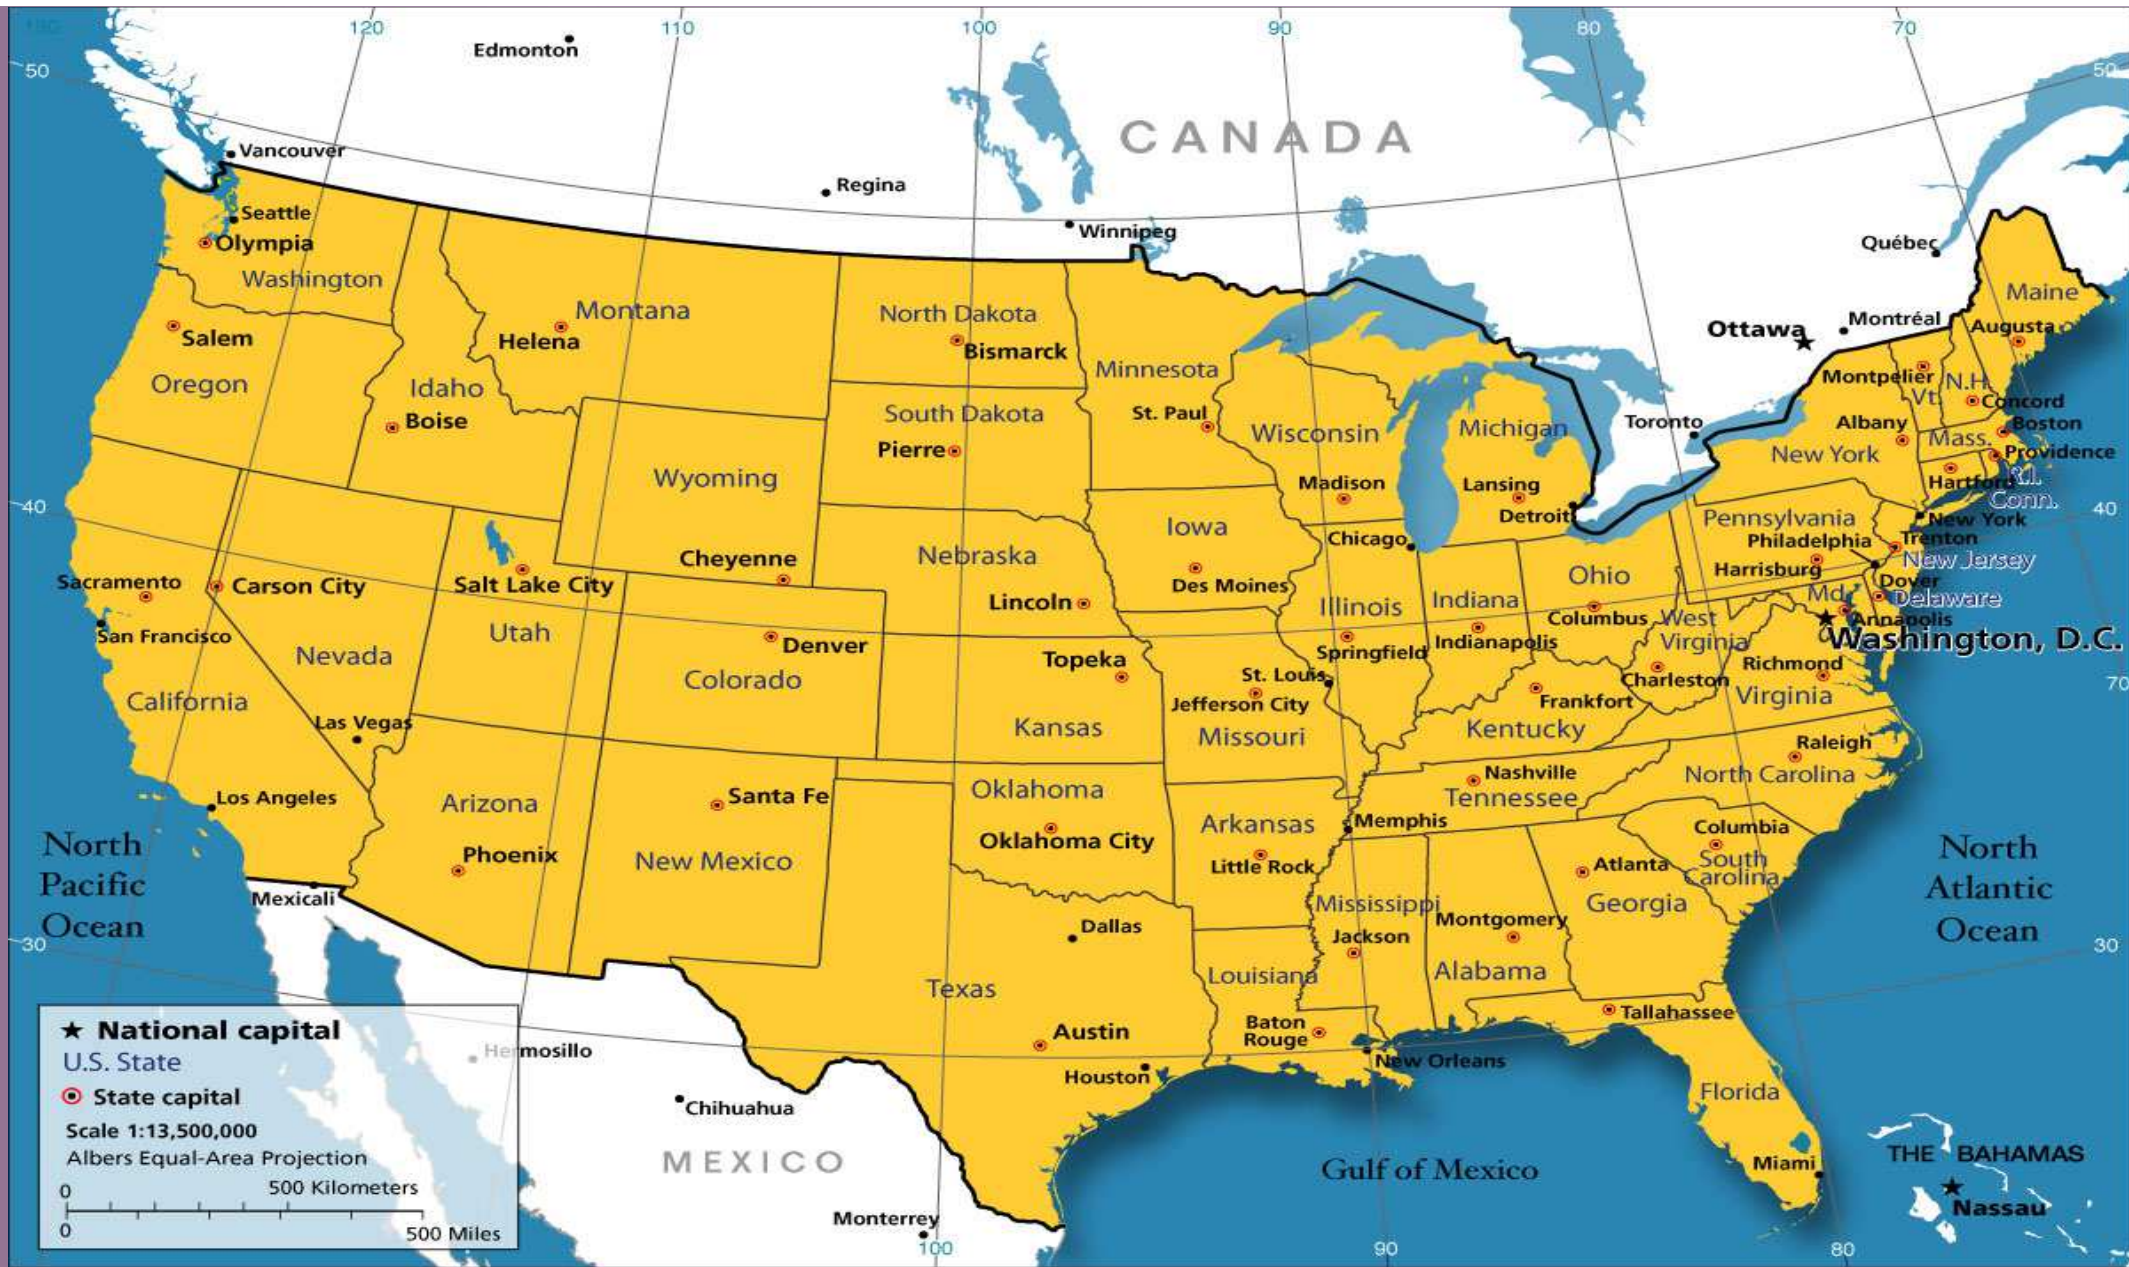 120
110
100
90
80
70
50
50
Edmonton
CANADA
Vancouver
Regina
Winnipeg
Québec
Seattle
Olympia
Washington
Montana
Helena
North Dakota
Bismarck
Minnesota
St. Paul
Ottawa
Montréal
Maine
Augusta
Salem
Oregon
Idaho
Boise
South Dakota
Pierre
Wisconsin
Madison
Michigan
Lansing
Detroit
Toronto
Montpelier
Vt.
N.H.
Concord
Albany
New York
Mass.
Boston
Providence
Hartford
R.I.
Conn.
Wyoming
Cheyenne
Iowa
Des Moines
Chicago
Nebraska
Lincoln
40
40
Pennsylvania
Philadelphia
Harrisburg
New York
Trenton
New Jersey
Dover
Delaware
Md.
Annapolis
Washington, D.C.
Sacramento
Carson City
San Francisco
Nevada
California
Salt Lake City
Utah
Denver
Colorado
Topeka
Kansas
Illinois
Springfield
Indiana
Indianapolis
Ohio
Columbus
West
Virginia
Charleston
Richmond
Virginia
70
St. Louis
Jefferson City
Missouri
Frankfort
Kentucky
Las Vegas
Los Angeles
Arizona
Phoenix
Santa Fe
New Mexico
Oklahoma
Oklahoma City
Arkansas
Little Rock
Nashville
Tennessee
Memphis
Raleigh
North Carolina
Columbia
South
Carolina
Atlanta
Georgia
North
Pacific
Ocean
North
Atlantic
Ocean
Mexicali
Dallas
Texas
Austin
Houston
Louisiana
Baton
Rouge
New Orleans
Mississippi
Jackson
Montgomery
Alabama
Tallahassee
Florida
Miami
30
30
Hermosillo
Chihuahua
MEXICO
Monterrey
Gulf of Mexico
THE BAHAMAS
Nassau
100
90
80
National capital
U.S. State
State capital
Scale 1:13,500,000
Albers Equal-Area Projection
0 500 Kilometers
0 500 Miles